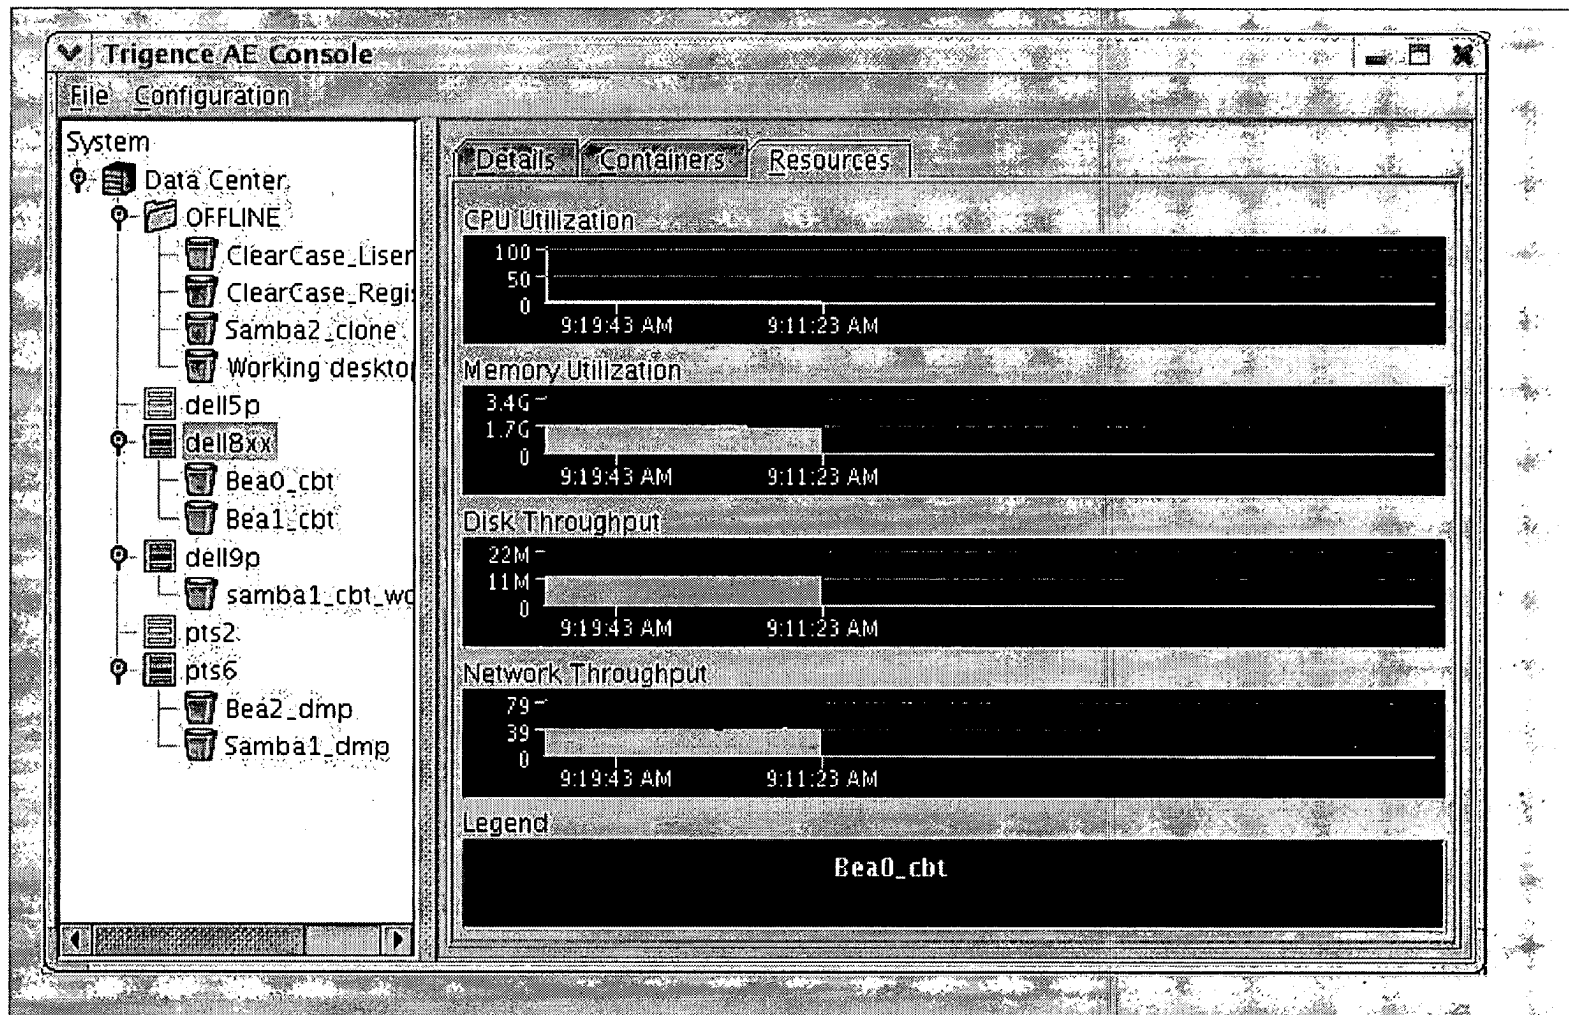 Trigence AE Console
File Configuration
System
Data Center
OFFLINE
ClearCase_Liser
ClearCase_Regis
Samba2_clone
Working desktop
dell5p
dell8xx
Bea0_cbt
Bea1_cbt
dell9p
samba1_cbt_wo
pts2
pts6
Bea2_dmp
Samba1_dmp
Details Containers Resources
CPU Utilization
100
50
0
9:19:43 AM 9:11:23 AM
Memory Utilization
3.4G
1.7G
0
9:19:43 AM 9:11:23 AM
Disk Throughput
22M
11M
0
9:19:43 AM 9:11:23 AM
Network Throughput
79
39
0
9:19:43 AM 9:11:23 AM
Legend
Bea0_cbt